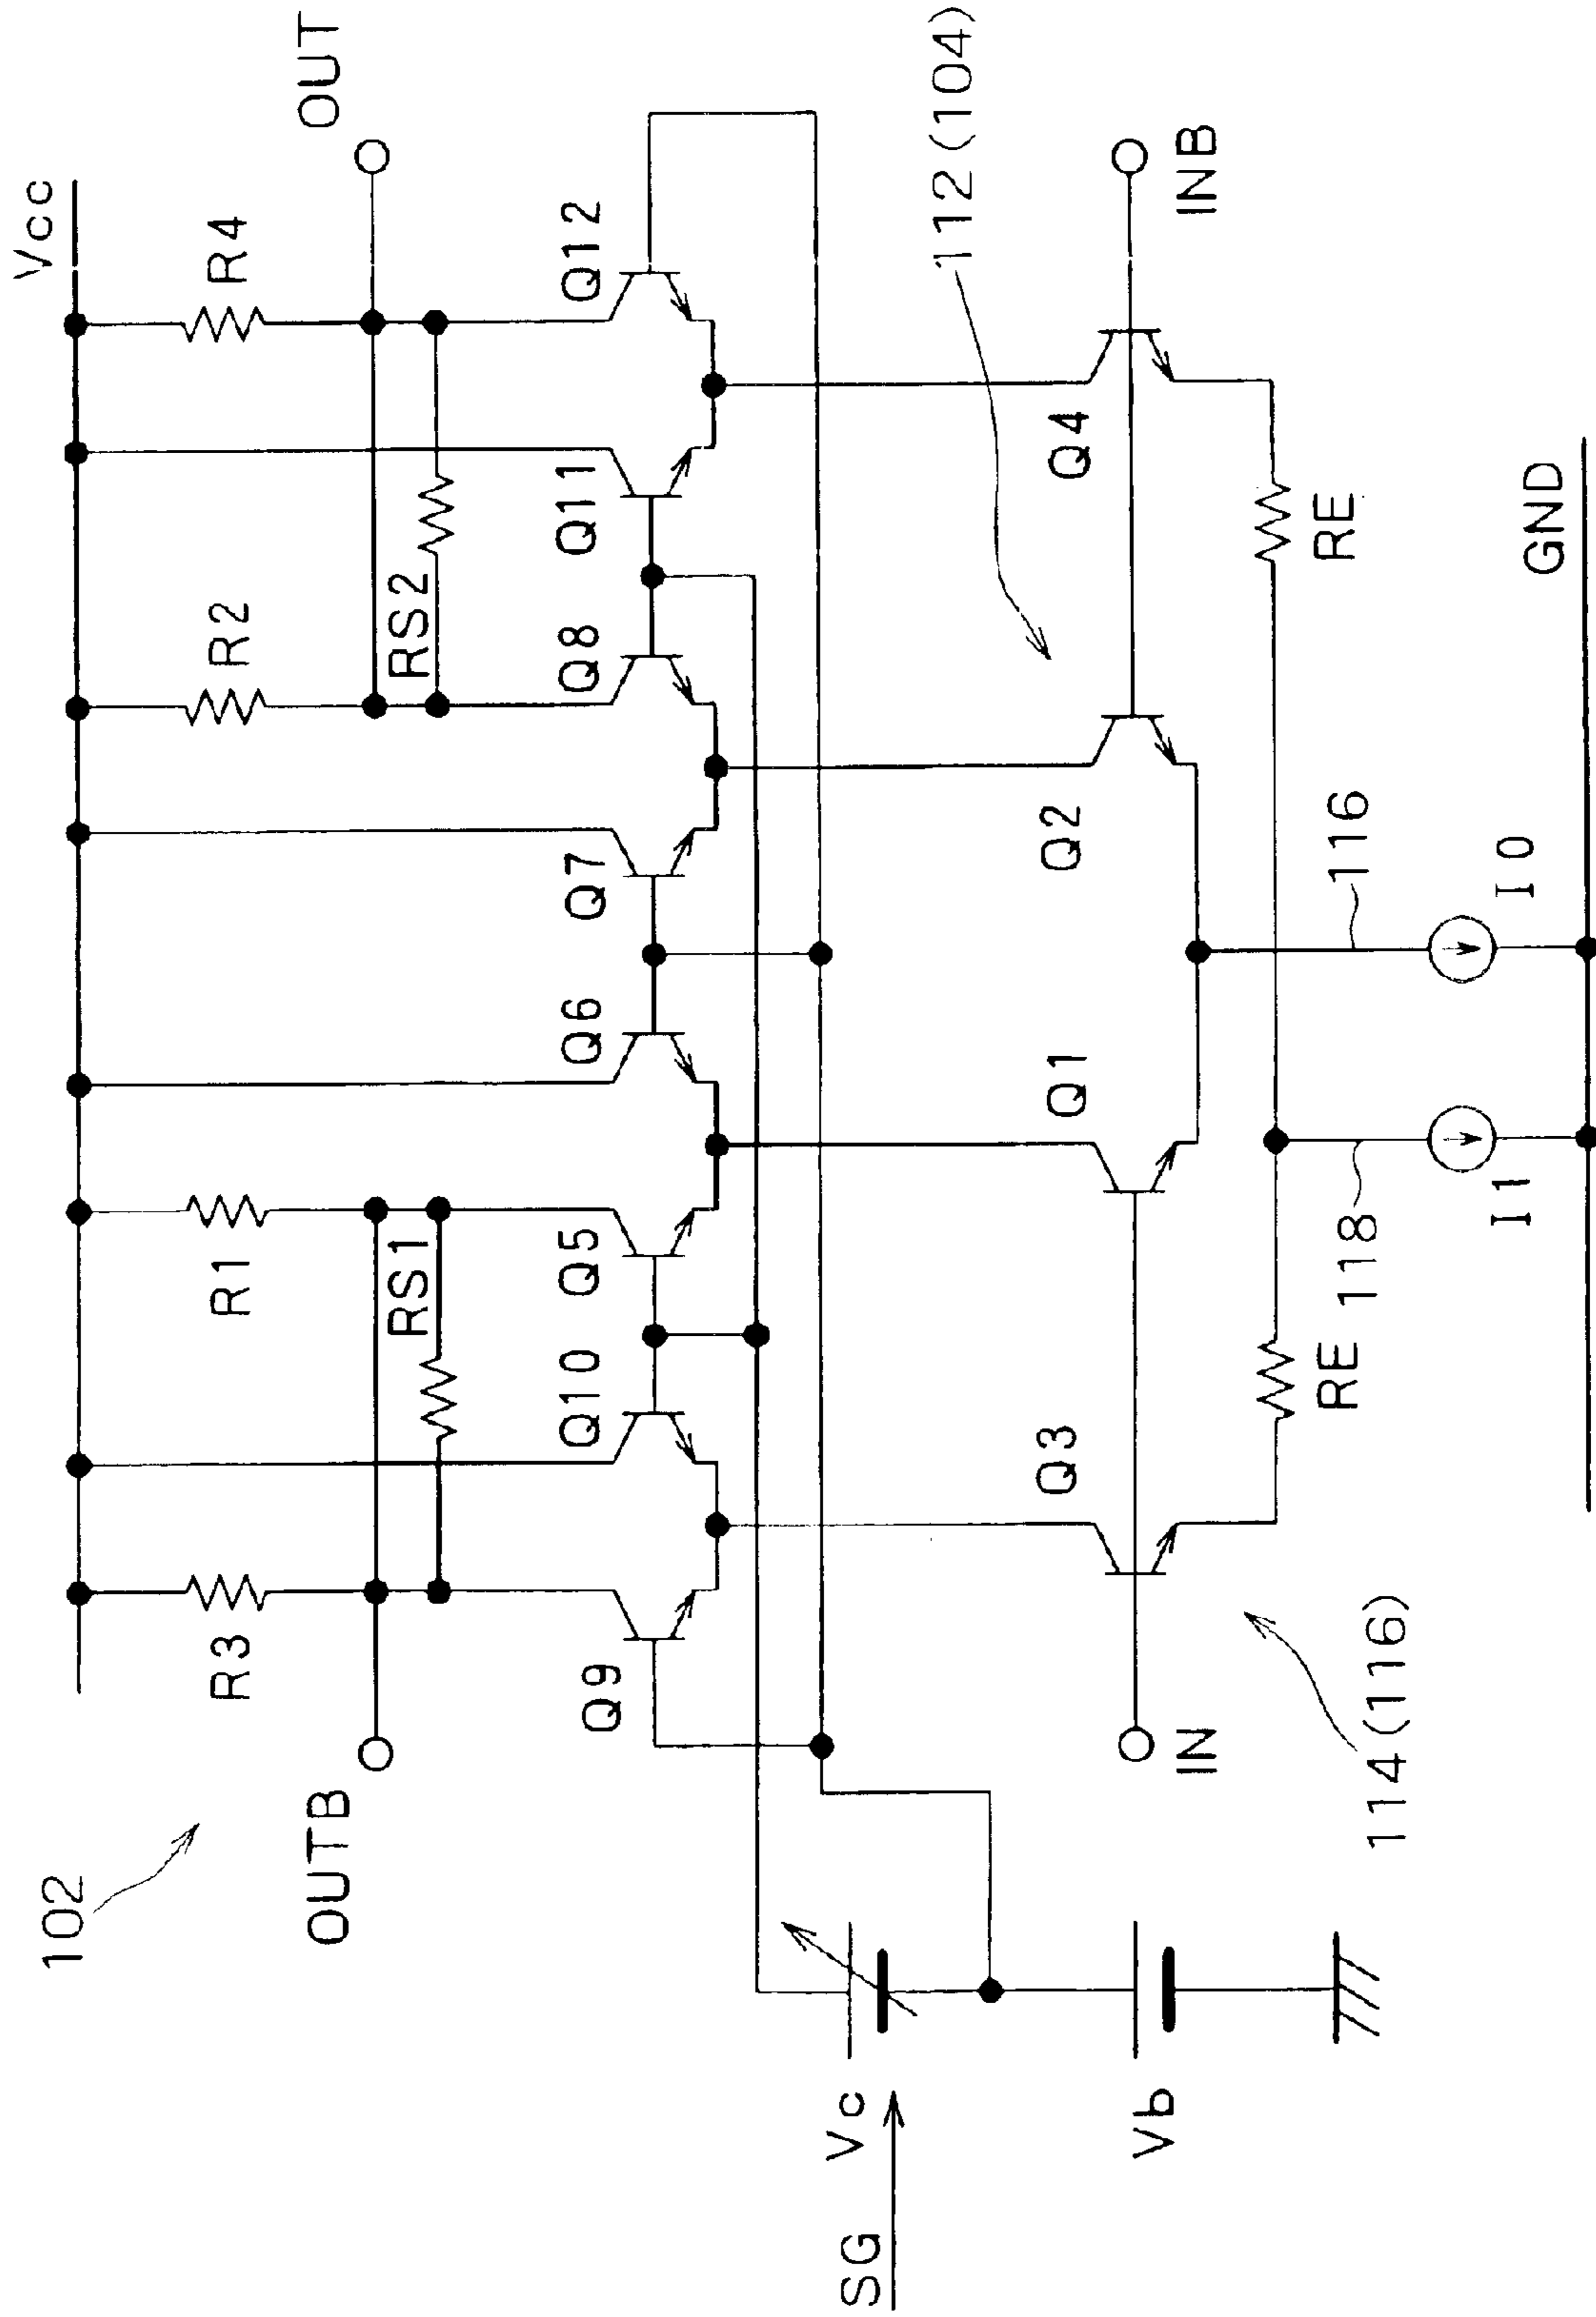 102
Vcc
OUTB
OUT
R3
R1
R2
R4
RS1
RS2
Q9
Q10
Q5
Q6
Q7
Q8
Q11
Q12
SG
Vc
Vb
112(104)
Q3
Q1
Q2
Q4
IN
INB
114(116)
RE
118
116
RE
I1
I0
GND